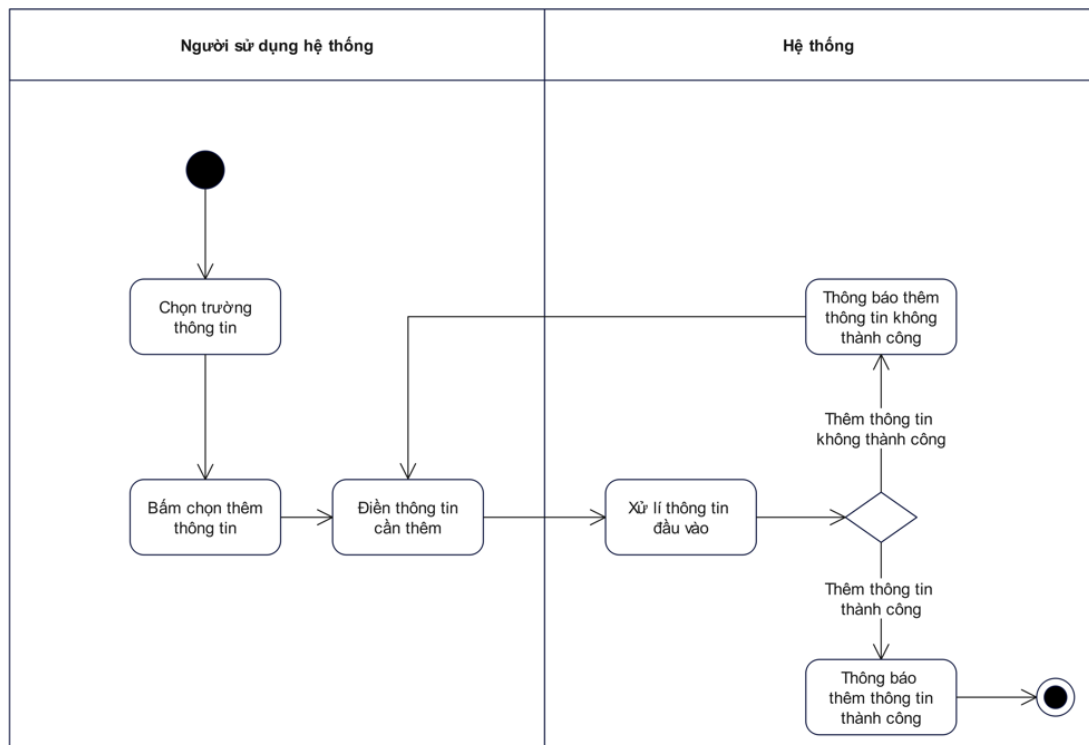 Người sử dụng hệ thống
Hệ thống
Chọn trường
thông tin
Thông báo thêm
thông tin không
thành công
Thêm thông tin
không thành công
Bấm chọn thêm
thông tin
Điền thông tin
cần thêm
Xử lí thông tin
đầu vào
Thêm thông tin
thành công
Thông báo
thêm thông tin
thành công